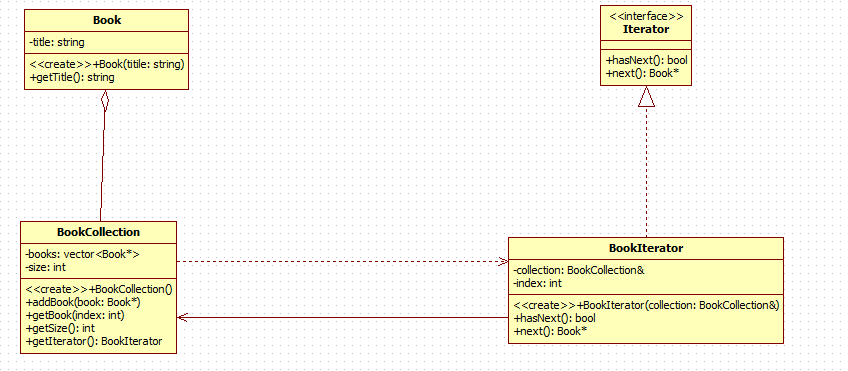 Book
-title: string
<<create>>+Book(titile: string)
+getTitle(): string
<<interface>>
Iterator
+hasNext(): bool
+next(): Book*
BookCollection
-books: vector<Book*>
-size: int
<<create>>+BookCollection()
+addBook(book: Book*)
+getBook(index: int)
+getSize(): int
+getIterator(): BookIterator
BookIterator
-collection: BookCollection&
-index: int
<<create>>+BookIterator(collection: BookCollection&)
+hasNext(): bool
+next(): Book*